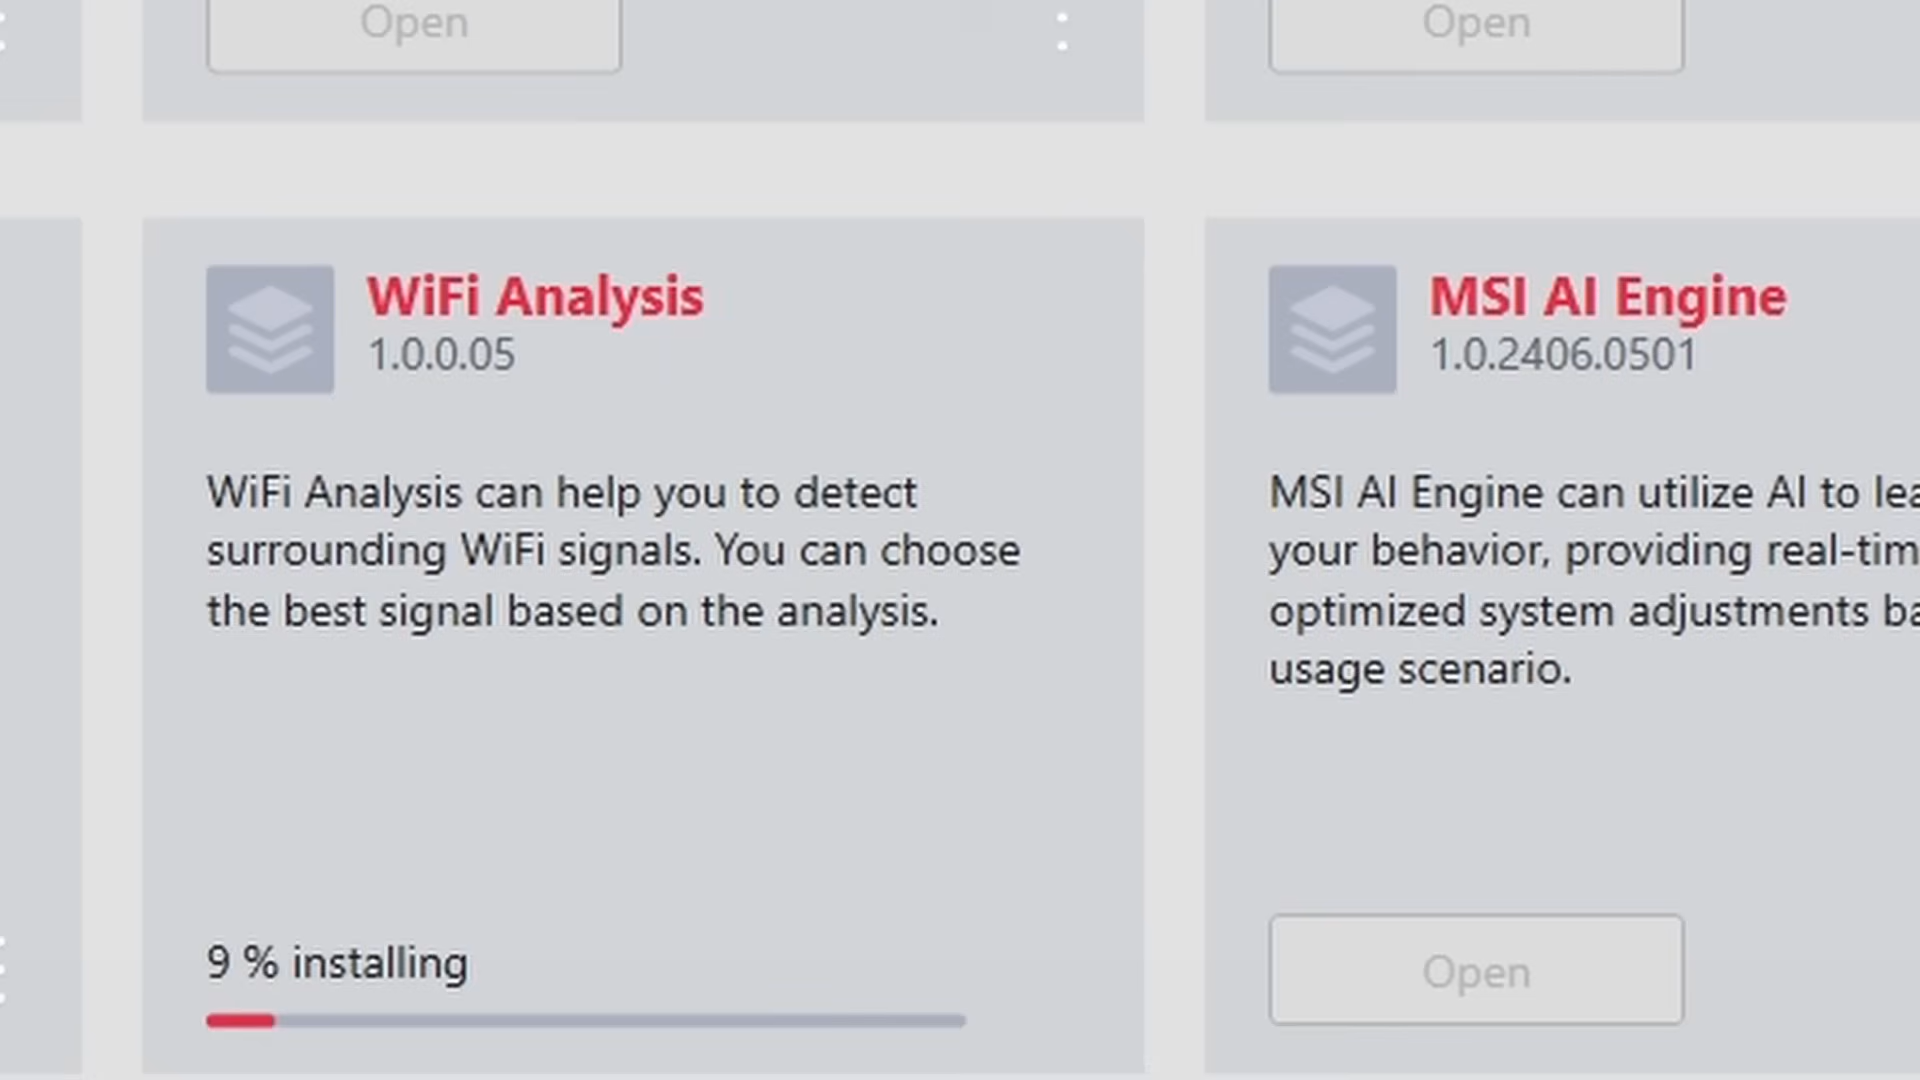 Open
Open
WiFi Analysis
1.0.0.05
WiFi Analysis can help you to detect
surrounding WiFi signals. You can choose
the best signal based on the analysis.
9 % installing
MSI AI Engine
1.0.2406.0501
MSI AI Engine can utilize AI to
your behavior, providing
optimized system adjustments
usage scenario.
Open